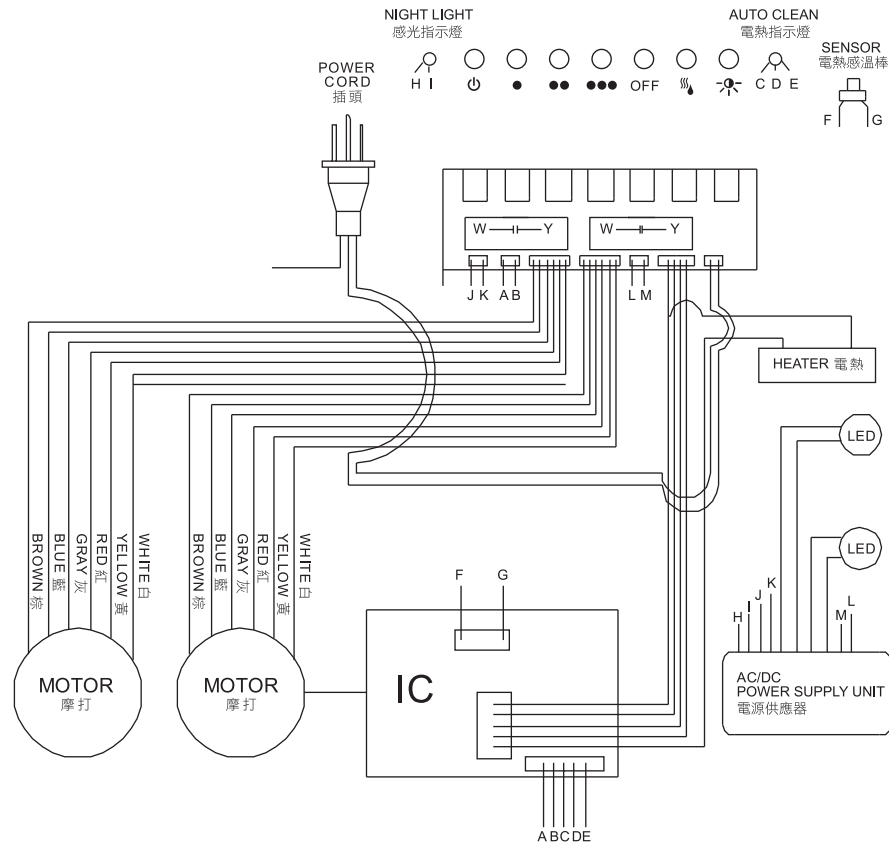 NIGHT LIGHT
感光指示燈
AUTO CLEAN
電熱指示燈
SENSOR
電熱感溫棒
POWER
CORD
插頭
H I
OFF
C D E
F G
W Y
W Y
J K A B L M
HEATER 電熱
LED
LED
BROWN 棕
BLUE 藍
GRAY 灰
RED 紅
YELLOW 黃
WHITE 白
BROWN 棕
BLUE 藍
GRAY 灰
RED 紅
YELLOW 黃
WHITE 白
F G
H I J K
M L
MOTOR
摩打
MOTOR
摩打
IC
AC/DC
POWER SUPPLY UNIT
電源供應器
A B C D E